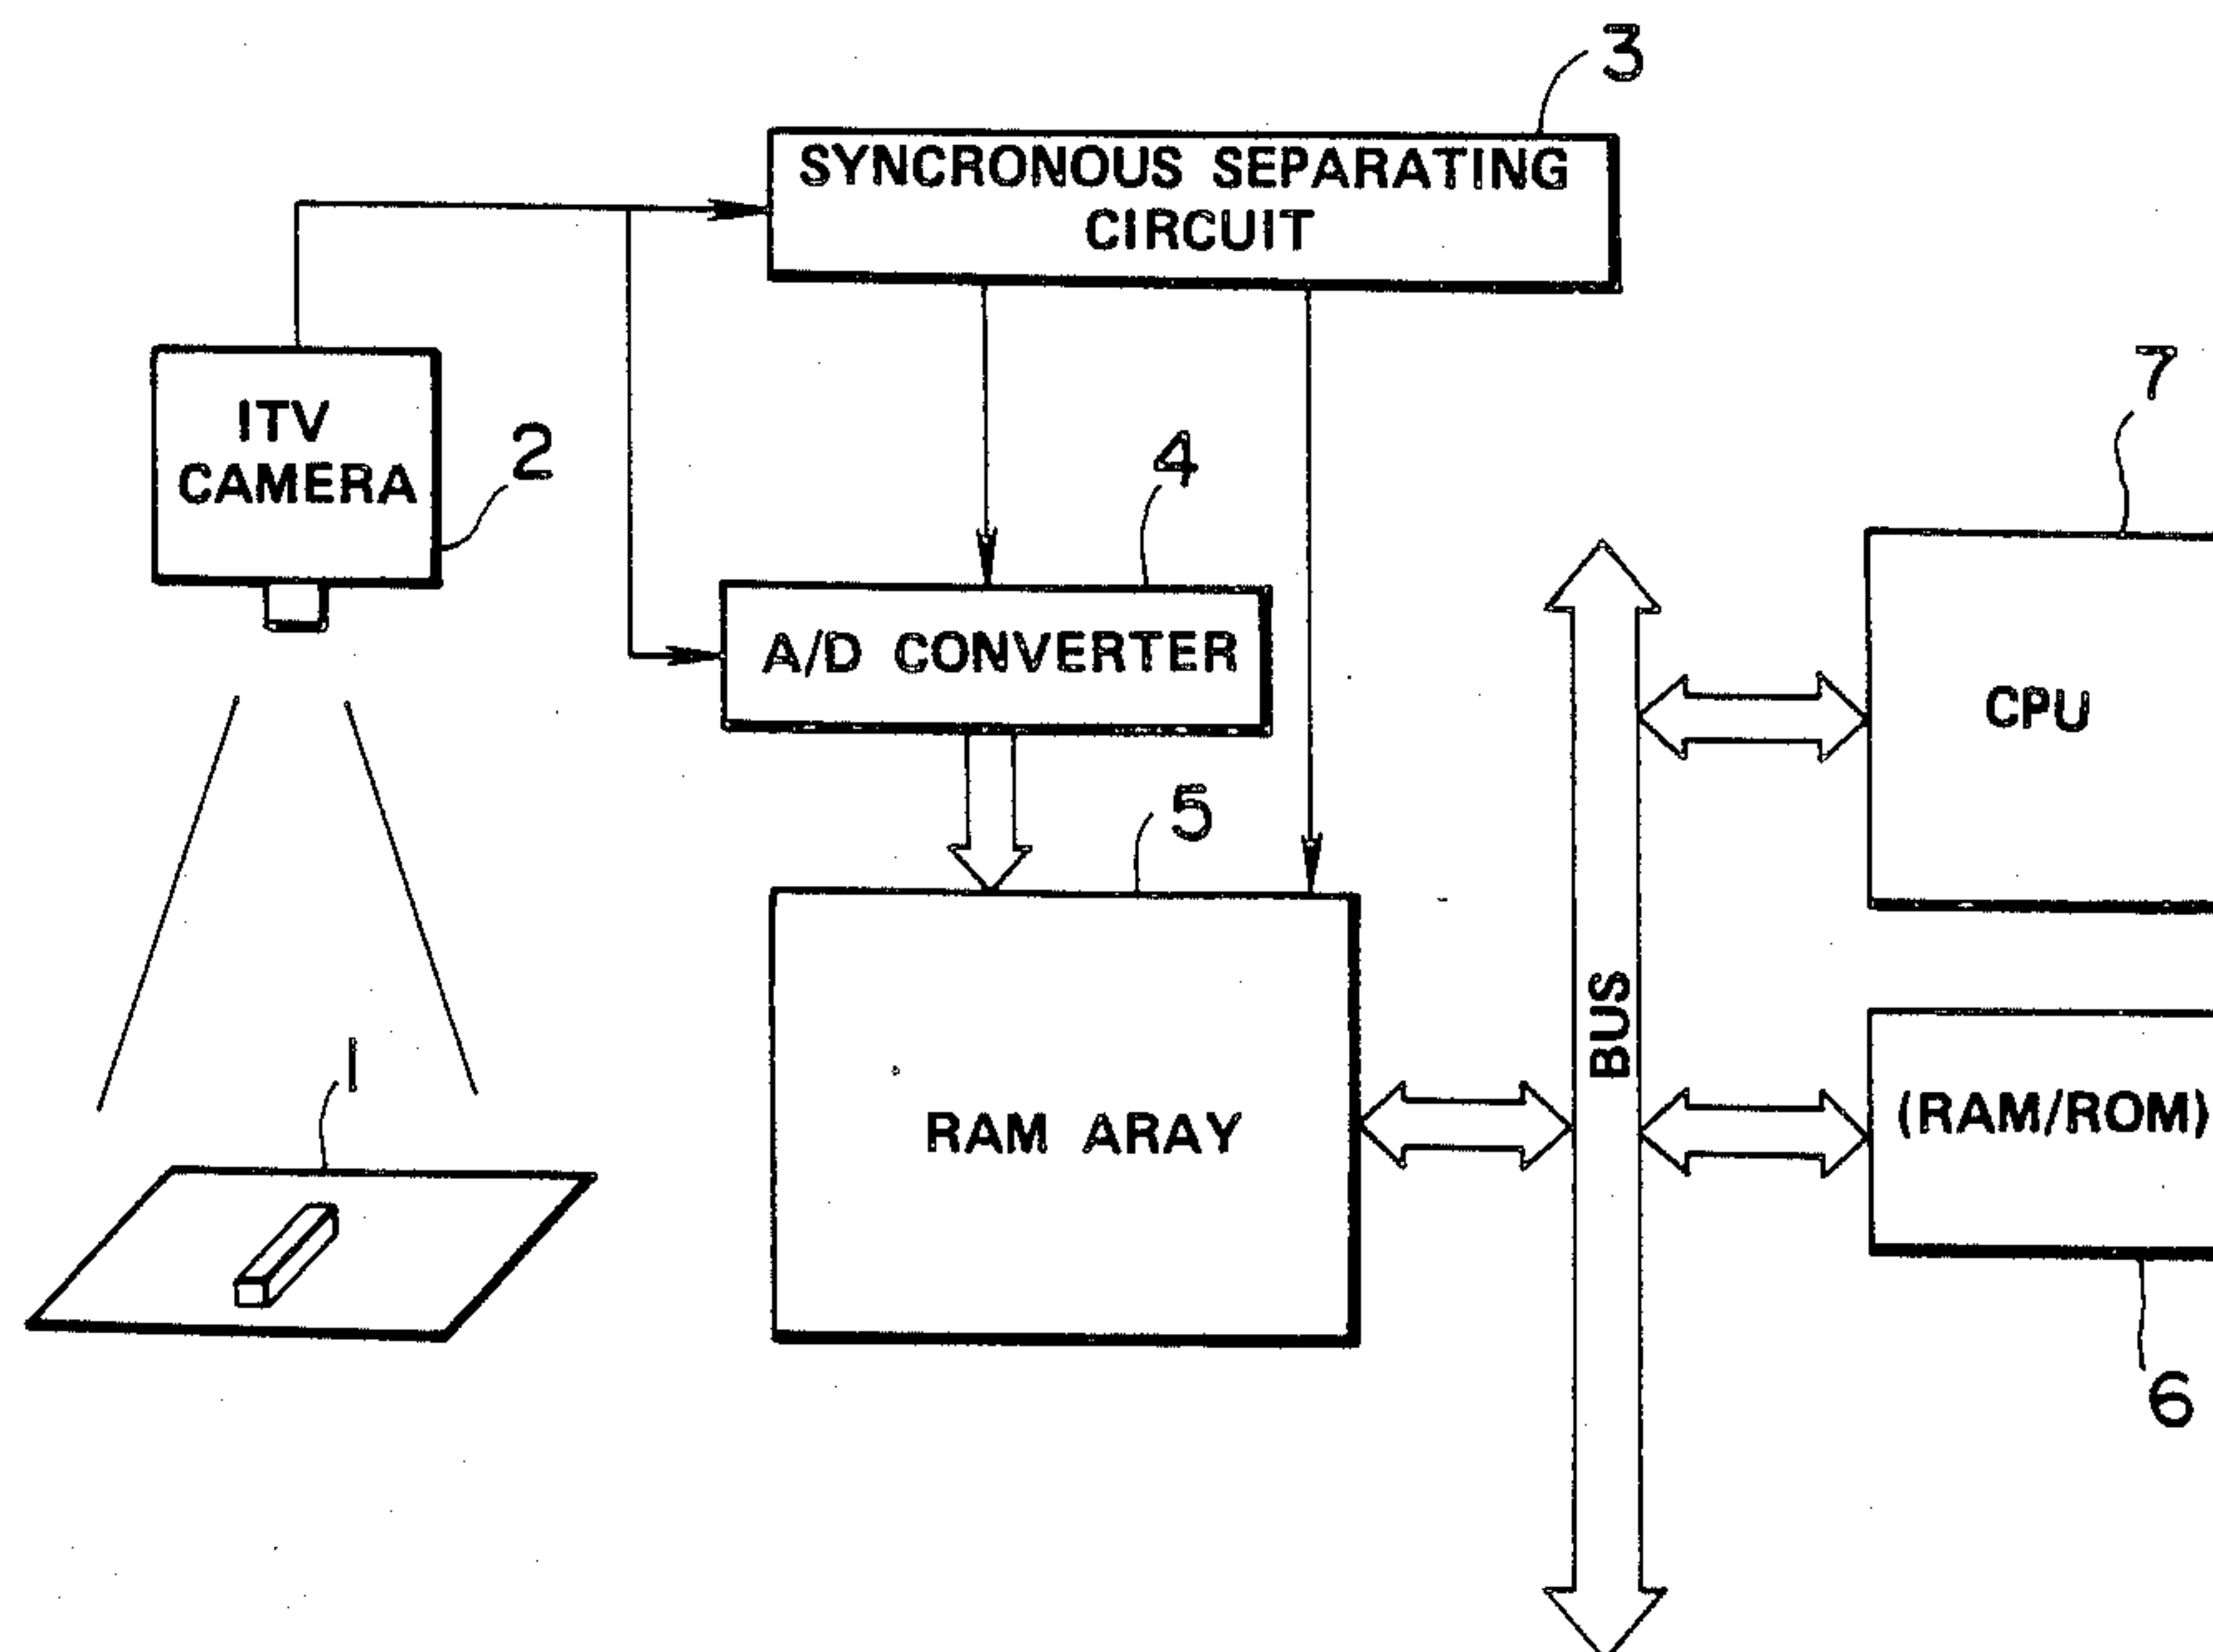 3
SYNCRONOUS SEPARATING
CIRCUIT
ITV
CAMERA
2
4
A/D CONVERTER
7
CPU
5
RAM ARAY
BUS
(RAM/ROM)
6
1